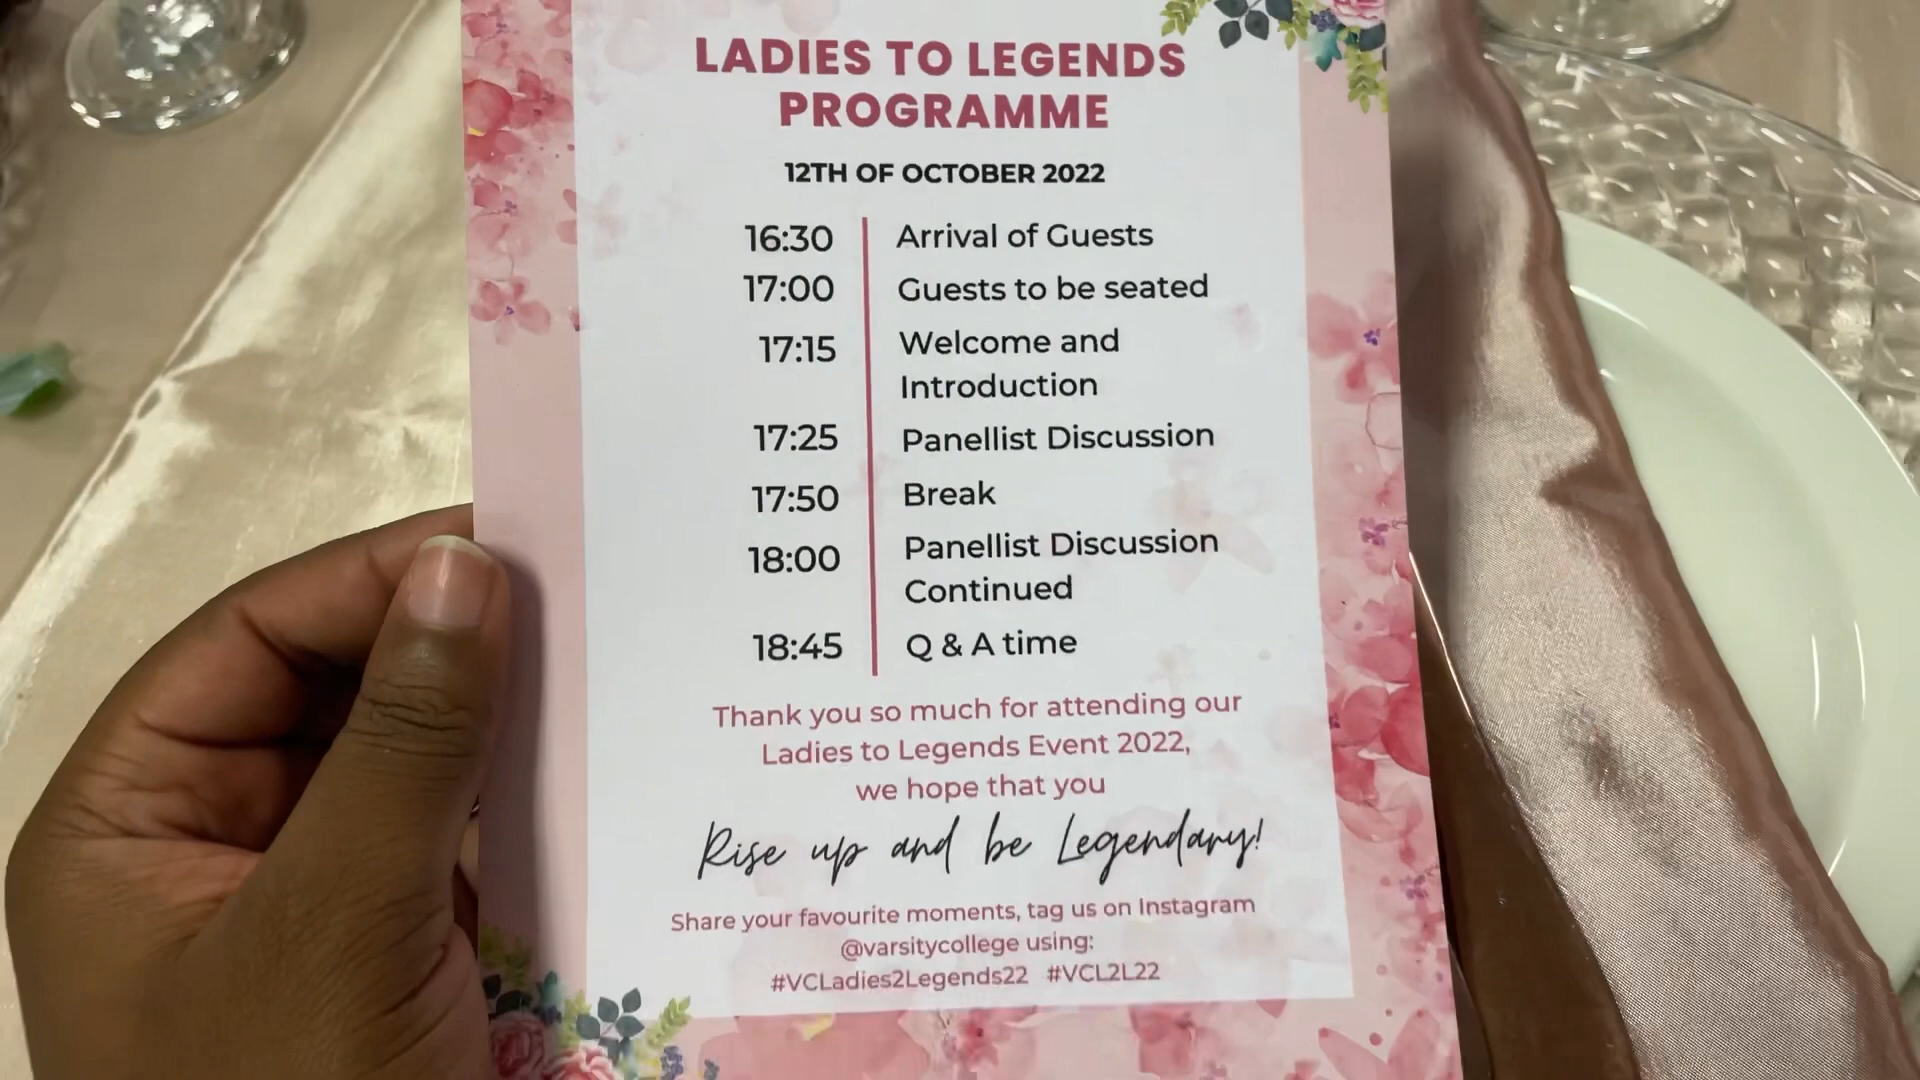 LADIES TO LEGENDS
PROGRAMME
12TH OF OCTOBER 2022
16:30 Arrival of Guests
17:00 Guests to be seated
17:15 Welcome and
Introduction
17:25 Panellist Discussion
17:50 Break
18:00 Panellist Discussion
Continued
18:45 Q & A time
Thank you so much for attending our
Ladies to Legends Event 2022,
we hope that you
Rise up and be Legendary!
Share your favourite moments, tag us on Instagram
@varsitycollege using:
#VCLadies2Legends22 #VCL2L22